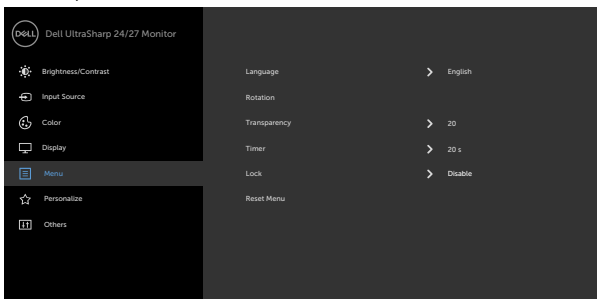 DELL Dell UltraSharp 24/27 Monitor
Brightness/Contrast
Input Source
Color
Display
Menu
Personalize
Others
Language English
Rotation
Transparency 20
Timer 20 s
Lock Disable
Reset Menu